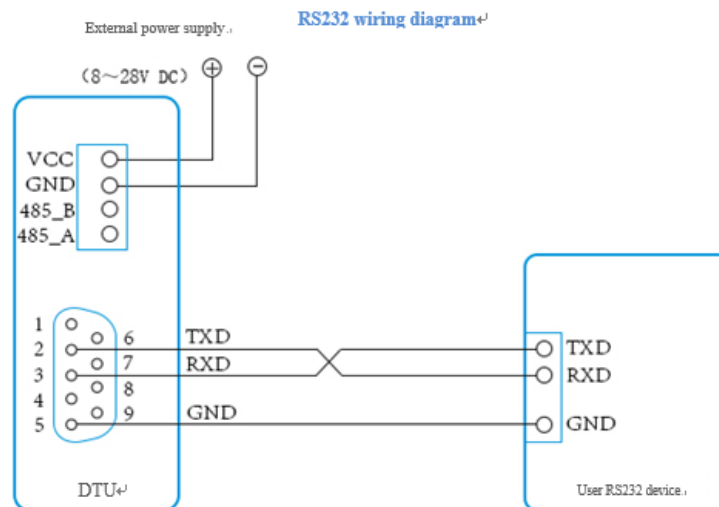 RS232 wiring diagram↵
External power supply.↓
(8～28V DC) ⊕ ⊖
VCC
GND
485_B
485_A
1
6
TXD
2
TXD
7
RXD
3
RXD
8
4
9
GND
5
GND
DTU↵
User RS232 device.↓